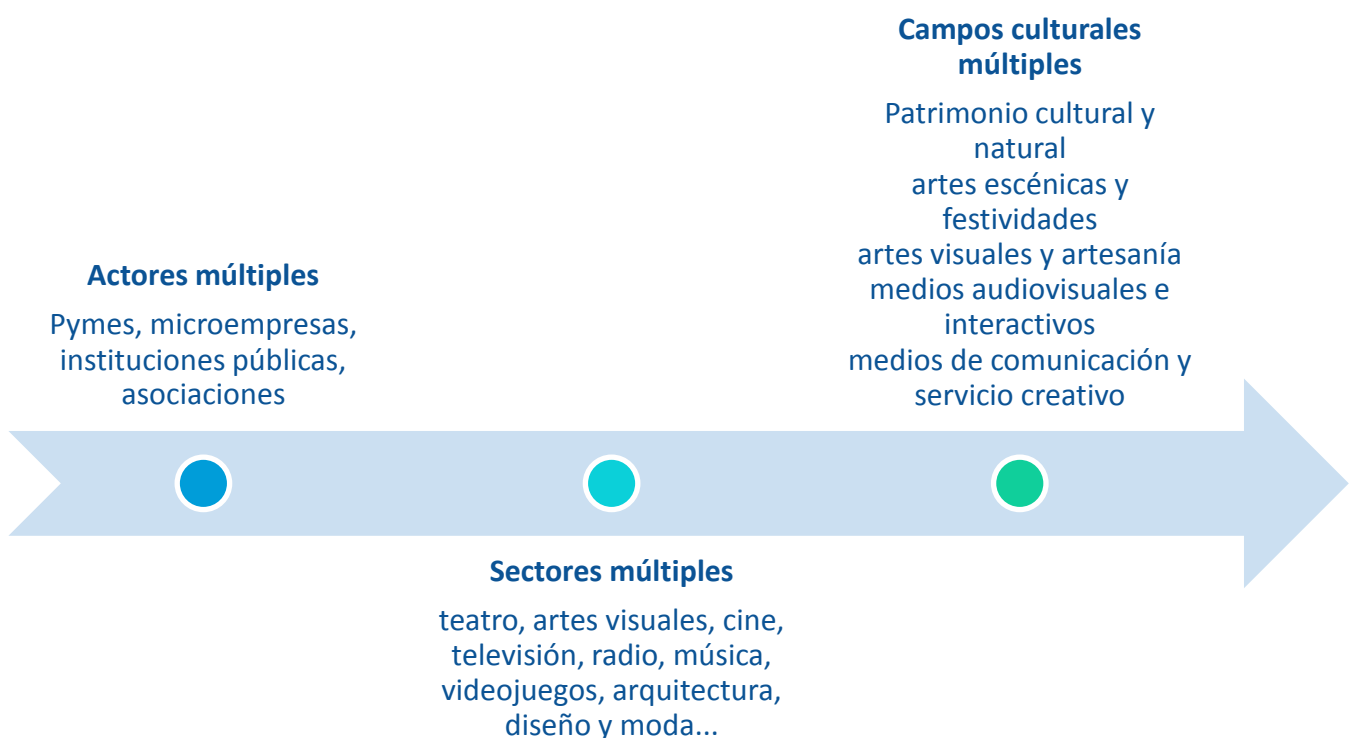 Actores múltiples
Pymes, microempresas,
instituciones públicas,
asociaciones
Sectores múltiples
teatro, artes visuales, cine,
televisión, radio, música,
videojuegos, arquitectura,
diseño y moda...
Campos culturales
múltiples
Patrimonio cultural y
natural
artes escénicas y
festividades
artes visuales y artesanía
medios audiovisuales e
interactivos
medios de comunicación y
servicio creativo